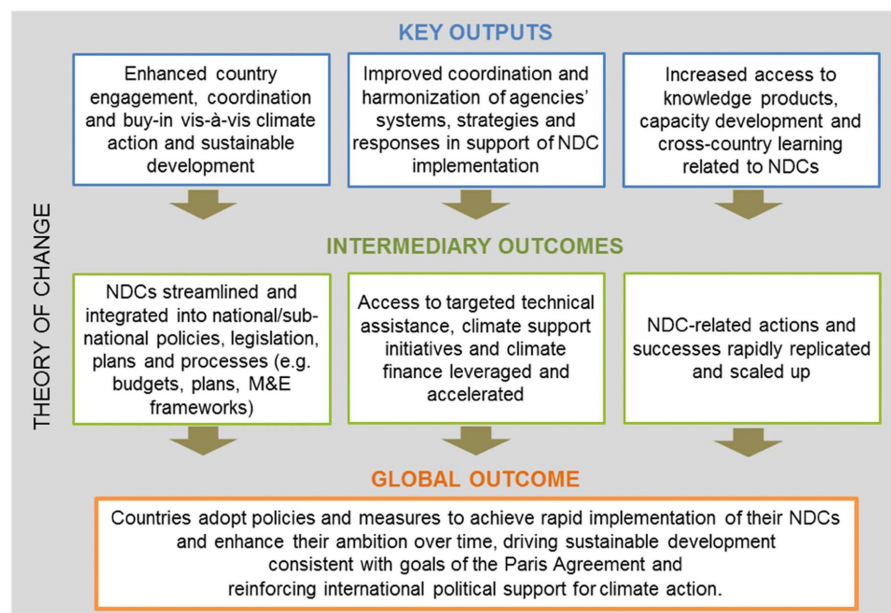 THEORY OF CHANGE
KEY OUTPUTS
Enhanced country
engagement, coordination
and buy-in vis-à-vis climate
action and sustainable
development
Improved coordination and
harmonization of agencies'
systems, strategies and
responses in support of NDC
implementation
Increased access to
knowledge products,
capacity development and
cross-country learning
related to NDCs
INTERMEDIARY OUTCOMES
NDCs streamlined and
integrated into national/sub-
national policies, legislation,
plans and processes (e.g.
budgets, plans, M&E
frameworks)
Access to targeted technical
assistance, climate support
initiatives and climate
finance leveraged and
accelerated
NDC-related actions and
successes rapidly replicated
and scaled up
GLOBAL OUTCOME
Countries adopt policies and measures to achieve rapid implementation of their NDCs
and enhance their ambition over time, driving sustainable development
consistent with goals of the Paris Agreement and
reinforcing international political support for climate action.